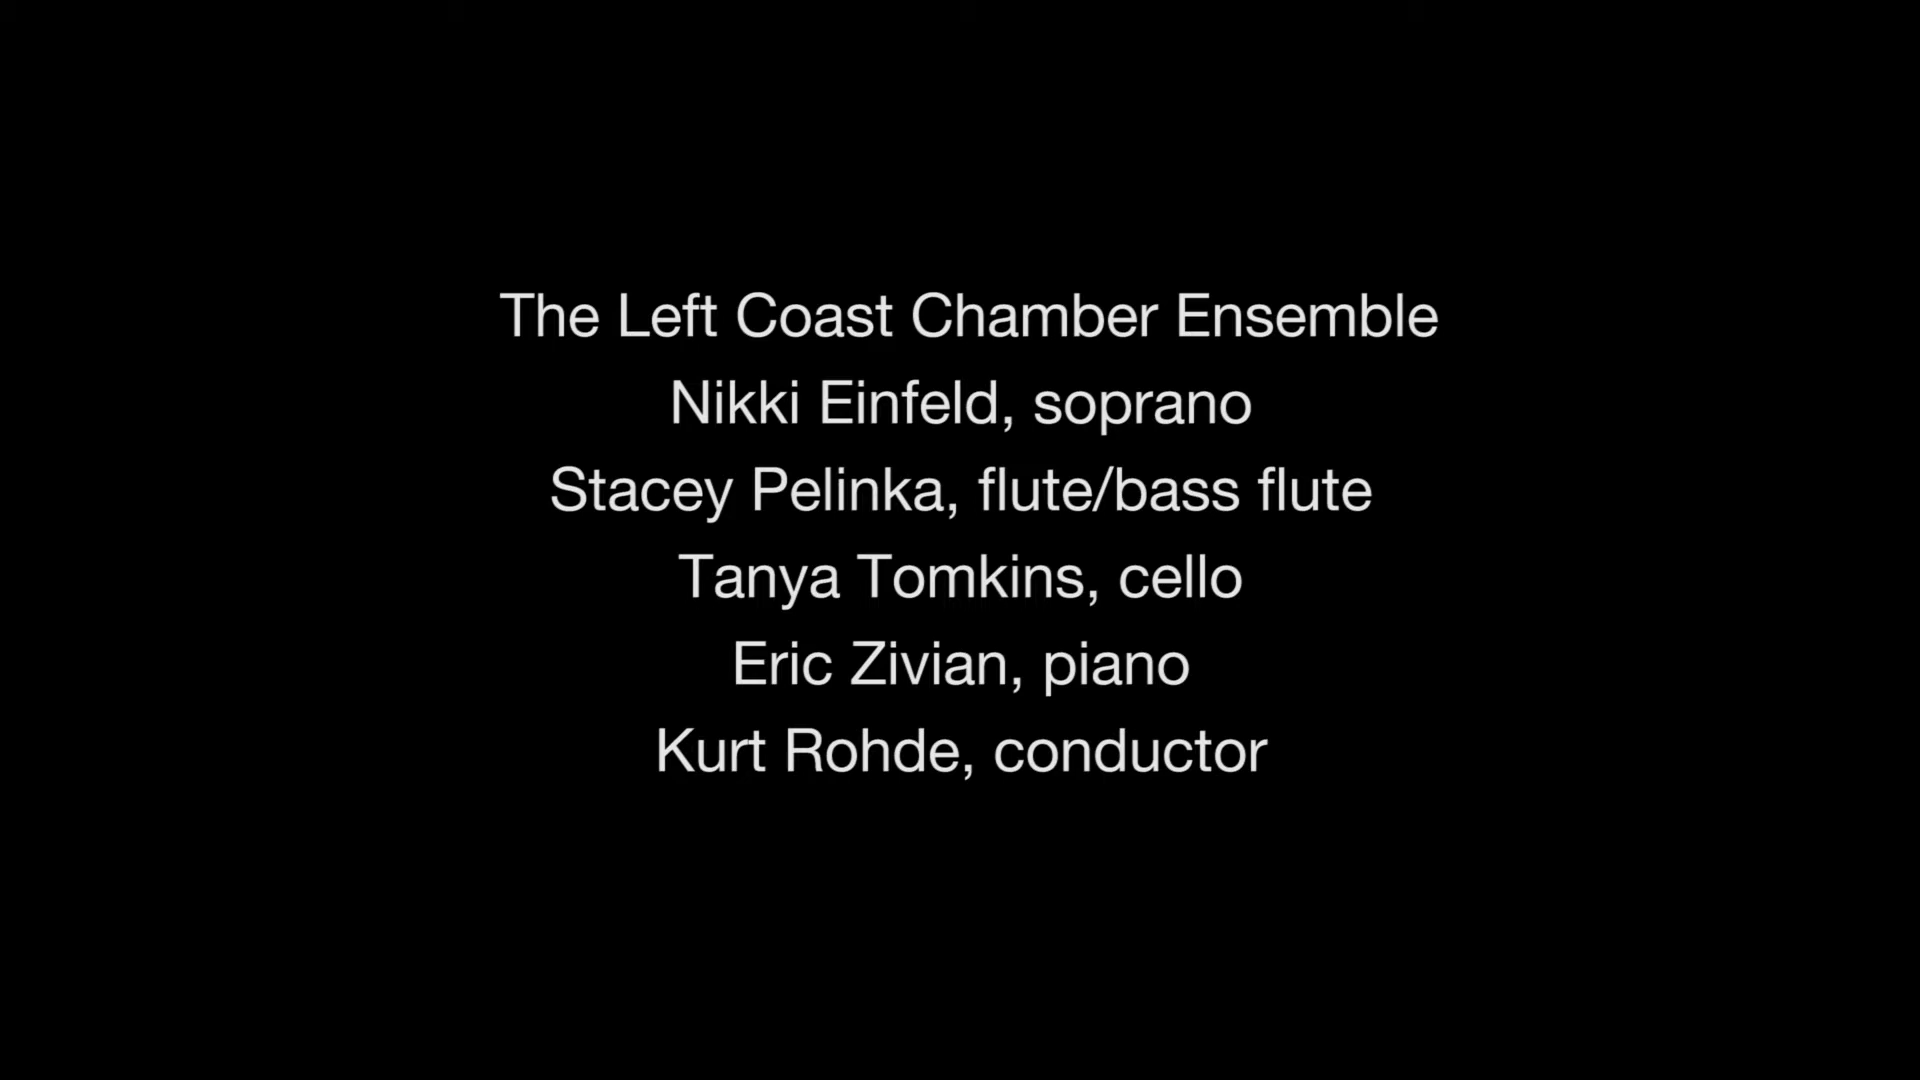 The Left Coast Chamber Ensemble
Nikki Einfeld, soprano
Stacey Pelinka, flute/bass flute
Tanya Tomkins, cello
Eric Zivian, piano
Kurt Rohde, conductor